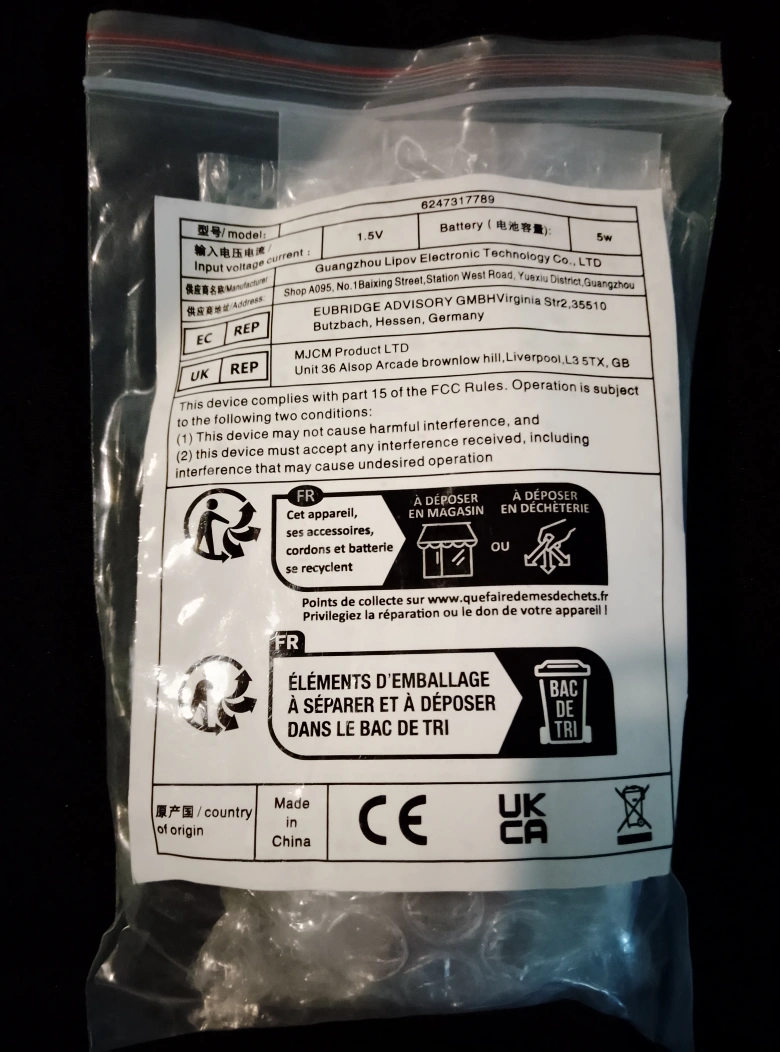 6247317789
型号/ model:
输入电压电流/
Input voltage current :
1.5V
Battery ( 电池容量):
5w
供应商名称/Manufacturer
Guangzhou Lipov Electronic Technology Co., LTD
供应商地址/Address:
Shop A095, No.1Baixing Street,Station West Road, Yuexiu District,Guangzhou
EC REP
EUBRIDGE ADVISORY GMBHVirginia Str2,35510
Butzbach, Hessen, Germany
UK REP
MJCM Product LTD
Unit 36 Alsop Arcade brownlow hill,Liverpool,L3 5TX, GB
This device complies with part 15 of the FCC Rules. Operation is subject
to the following two conditions:
(1) This device may not cause harmful interference, and
(2) this device must accept any interference received, including
interference that may cause undesired operation
FR
Cet appareil,
ses accessoires,
cordons et batterie
se recyclent
À DÉPOSER
EN MAGASIN
OU
À DÉPOSER
EN DÉCHÈTERIE
Points de collecte sur www.quefairedemesdechets.fr
Privilegiez la réparation ou le don de votre appareil !
FR
ÉLÉMENTS D'EMBALLAGE
À SÉPARER ET À DÉPOSER
DANS LE BAC DE TRI
BAC
DE
TRI
原产国 / country
of origin
Made
in
China
CE
UK
CA